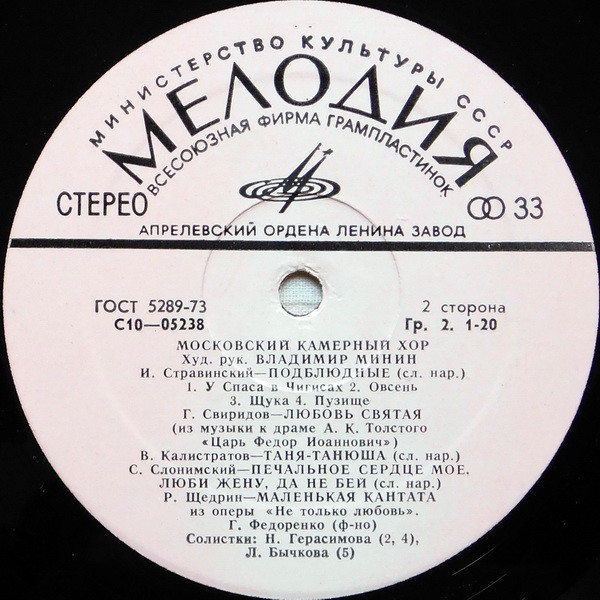 МИНИСТЕРСТВО КУЛЬТУРЫ СССР
МЕЛОДИЯ
ВСЕСОЮЗНАЯ ФИРМА ГРАМПЛАСТИНОК
СТЕРЕО
33
АПРЕЛЕВСКИЙ ОРДЕНА ЛЕНИНА ЗАВОД
ГОСТ 5289-73
2 сторона
С10—05238
Гр. 2. 1-20
МОСКОВСКИЙ КАМЕРНЫЙ ХОР
Худ. рук. ВЛАДИМИР МИНИН
И. Стравинский—ПОДБЛЮДНЫЕ (сл. нар.)
1. У Спаса в Чигисах 2. Овсень
3. Щука 4. Пузище
Г. Свиридов—ЛЮБОВЬ СВЯТАЯ
(из музыки к драме А. К. Толстого
«Царь Федор Иоаннович»)
В. Калистратов—ТАНЯ-ТАНЮША (сл. нар.)
С. Слонимский—ПЕЧАЛЬНОЕ СЕРДЦЕ МОЕ,
ЛЮБИ ЖЕНУ, ДА НЕ БЕЙ (сл. нар.)
Р. Щедрин—МАЛЕНЬКАЯ КАНТАТА
из оперы «Не только любовь».
Г. Федоренко (ф-но)
Солистки: Н. Герасимова (2, 4),
Л. Бычкова (5)